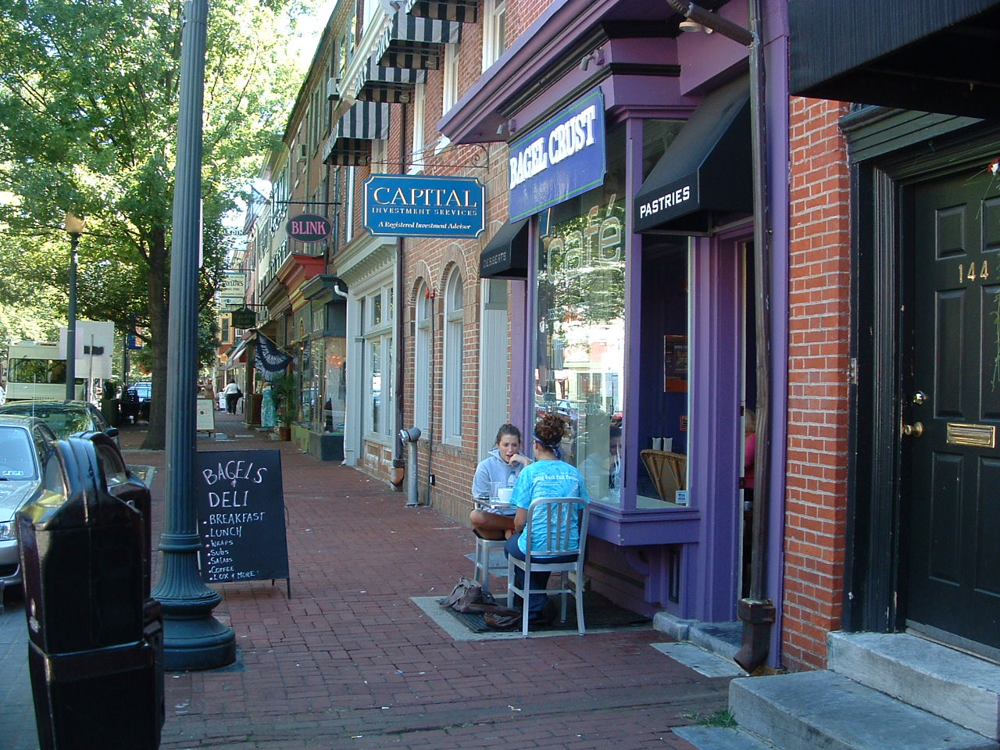 BAGEL CRUST
café
PASTRIES
DESSERTS
CAPITAL
INVESTMENT SERVICES
A Registered Investment Advisor
BLINK
144
BAGELS
&
DELI
• BREAKFAST
• LUNCH
• WRAPS
• SUBS
• SALADS
• COFFEE
• LOX & MORE!